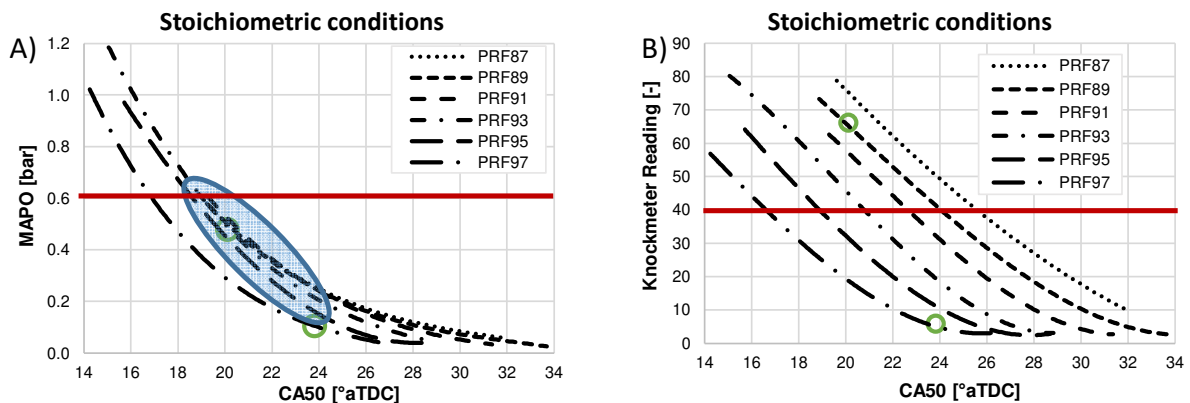 Stoichiometric conditions
A)
MAPO [bar]
1.2
1.0
0.8
0.6
0.4
0.2
0.0
PRF87
PRF89
PRF91
PRF93
PRF95
PRF97
14 16 18 20 22 24 26 28 30 32 34
CA50 [°aTDC]
Stoichiometric conditions
B)
Knockmeter Reading [-]
90
80
70
60
50
40
30
20
10
0
PRF87
PRF89
PRF91
PRF93
PRF95
PRF97
14 16 18 20 22 24 26 28 30 32 34
CA50 [°aTDC]